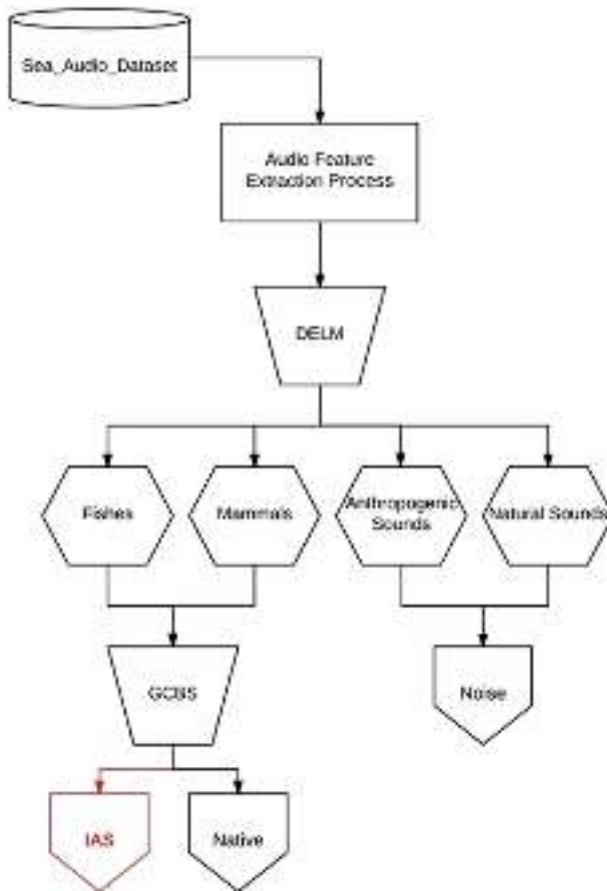 Sea_Audio_Dataset
Audio Feature
Extraction Process
DELM
Fishes
Mammals
Anthropogenic
Sounds
Natural Sounds
GCBS
Noise
IAS
Native